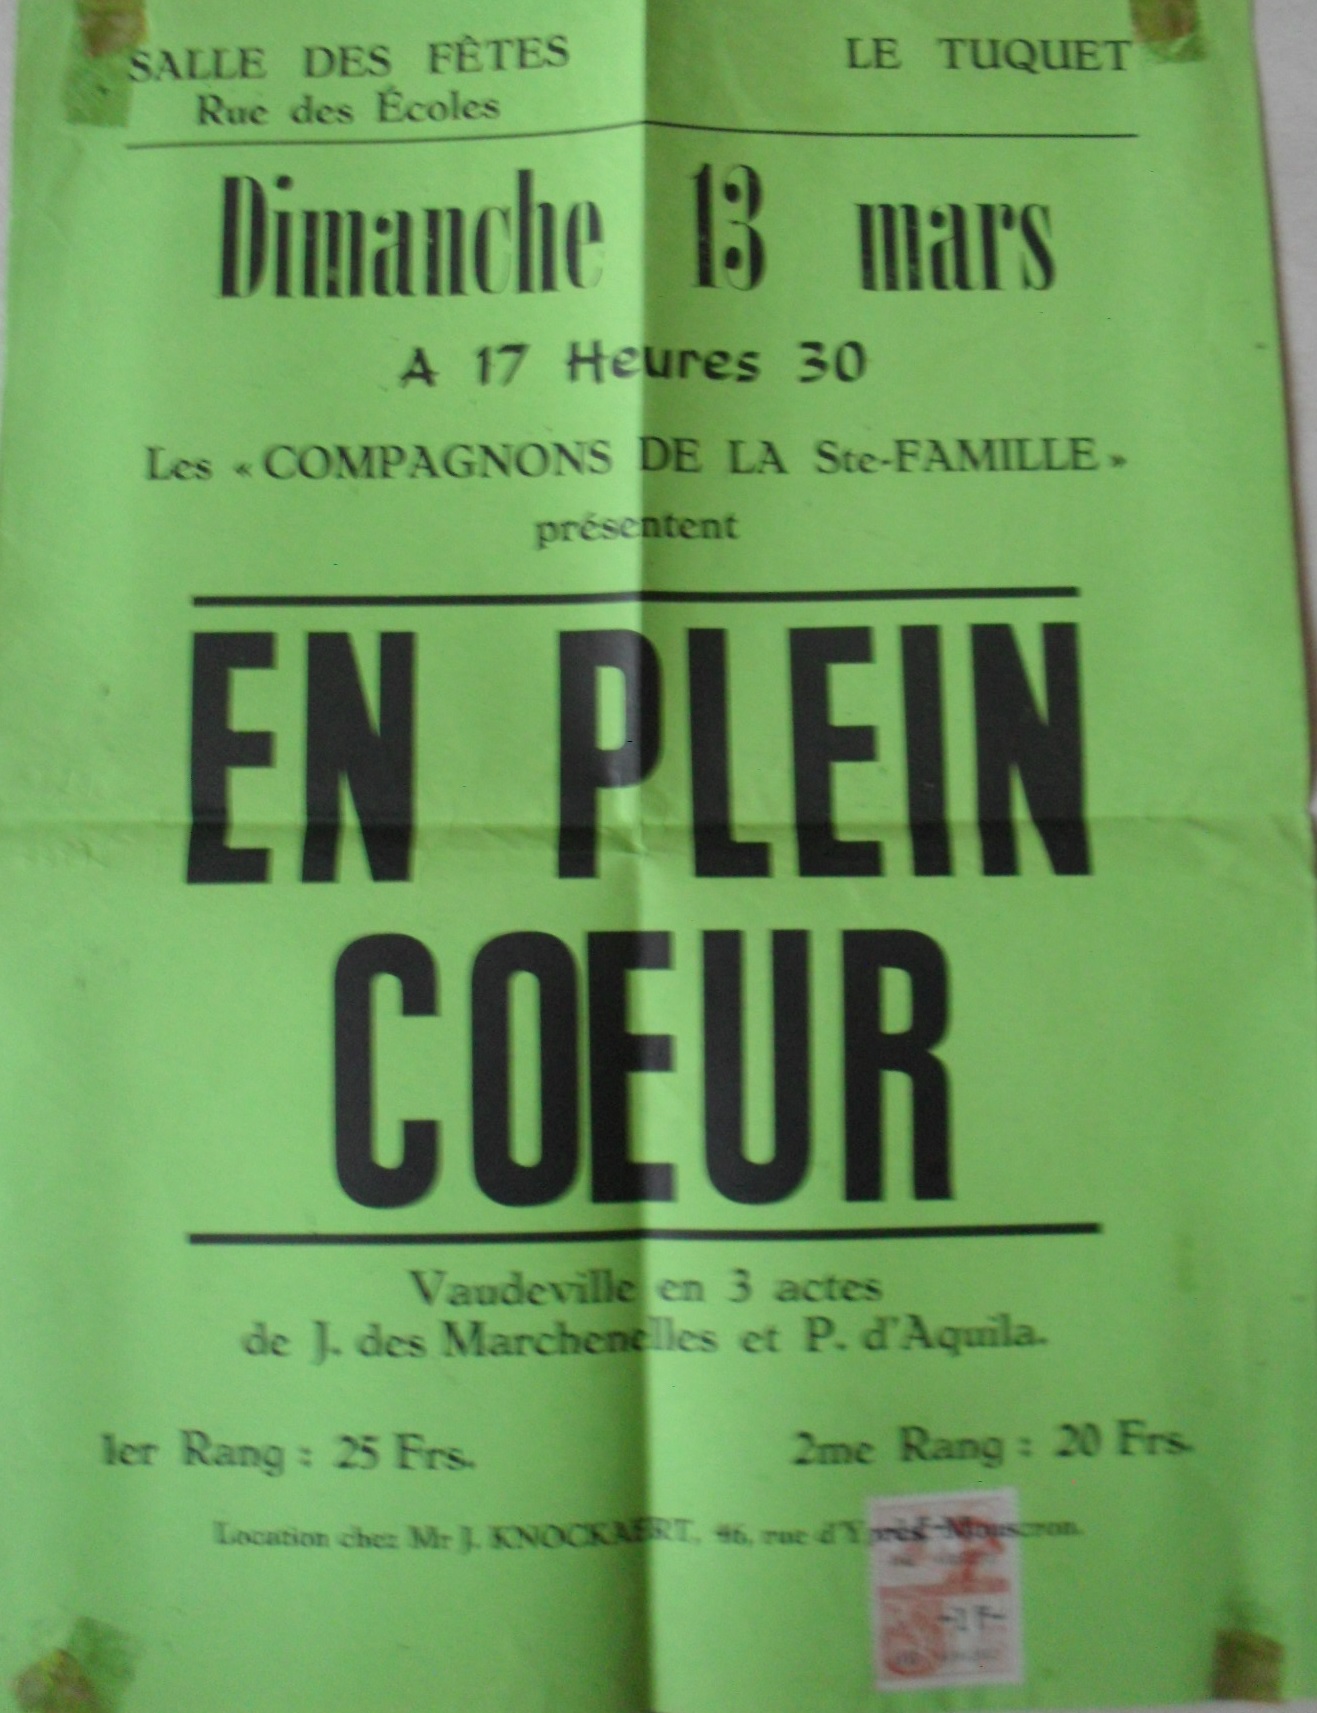 SALLE DES FÊTES LE TUQUET
Rue des Écoles
Dimanche 13 mars
A 17 Heures 30
Les « COMPAGNONS DE LA Ste-FAMILLE »
présentent
EN PLEIN
CŒUR
Vaudeville en 3 actes
de J. des Marchenelles et P. d'Aquila.
1er Rang : 25 Frs. 2me Rang : 20 Frs.
Location chez Mr J. KNOCKAERT, 46, rue d'Ypres Mouscron.